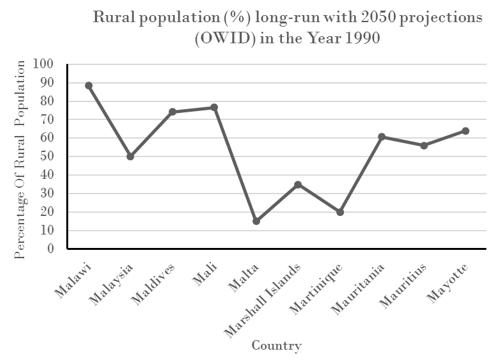 Rural population (%) long-run with 2050 projections
(OWID) in the Year 1990
Percentage Of Rural Population
100
90
80
70
60
50
40
30
20
10
0
Malawi
Malaysia
Maldives
Mali
Malta
Marshall Islands
Martinique
Mauritania
Mauritius
Mayotte
Country